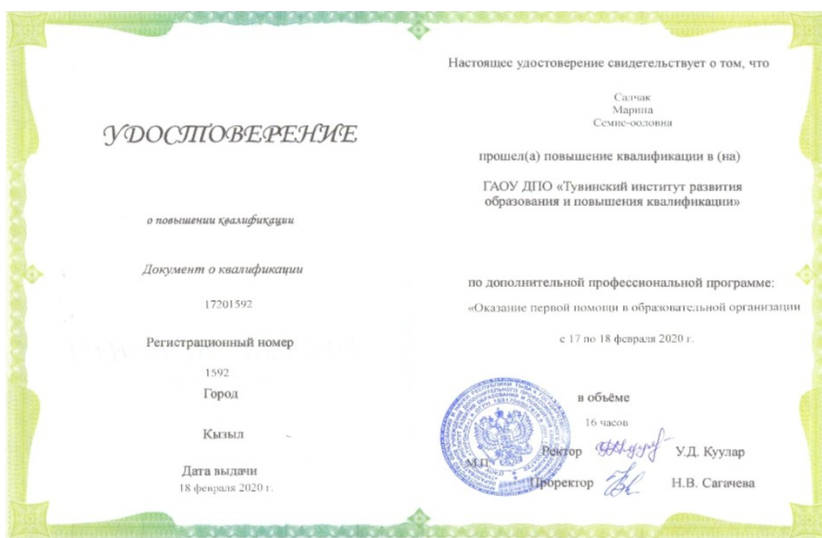 УДОСТОВЕРЕНИЕ
о повышении квалификации
Документ о квалификации
17201592
Регистрационный номер
1592
Город
Кызыл
Дата выдачи
18 февраля 2020 г.
Настоящее удостоверение свидетельствует о том, что
Салчак
Марина
Семис-ооловна
прошел(а) повышение квалификации в (на)
ГАОУ ДПО «Тувинский институт развития
образования и повышения квалификации»
по дополнительной профессиональной программе:
«Оказание первой помощи в образовательной организации
с 17 по 18 февраля 2020 г.
в объёме
16 часов
М.П.
Ректор У.Д. Куулар
Проректор Н.В. Сагачева